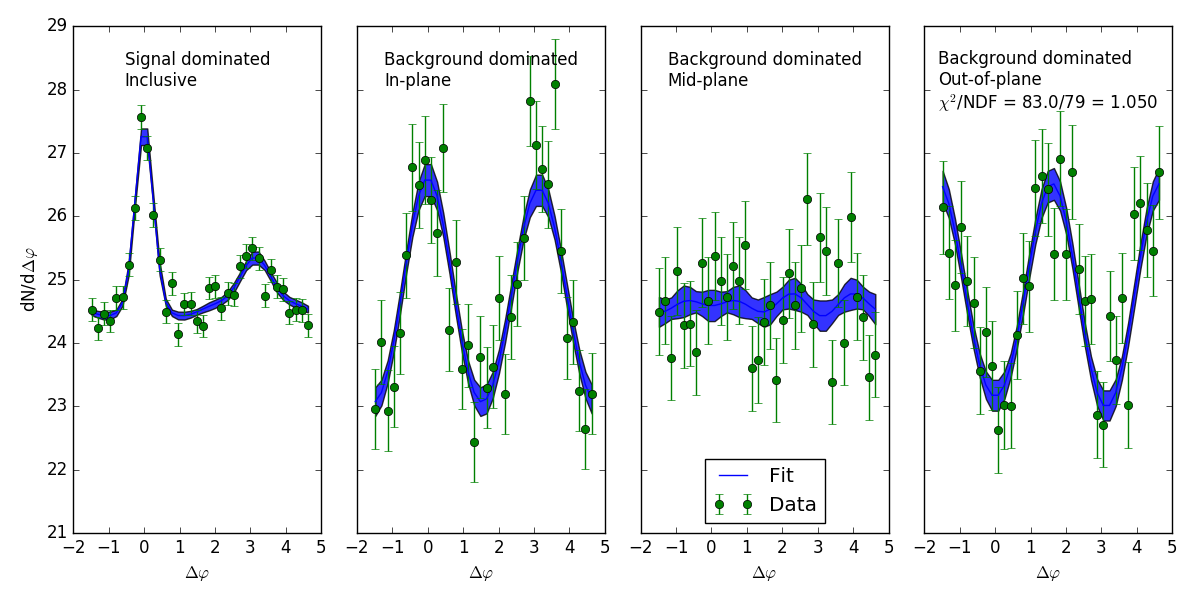 Signal dominated
Inclusive
Background dominated
In-plane
Background dominated
Mid-plane
Background dominated
Out-of-plane
χ²/NDF = 83.0/79 = 1.050
dN/dΔφ
29
28
27
26
25
24
23
22
21
Fit
Data
−2 −1 0 1 2 3 4 5
−2 −1 0 1 2 3 4 5
−2 −1 0 1 2 3 4 5
−2 −1 0 1 2 3 4 5
Δφ
Δφ
Δφ
Δφ